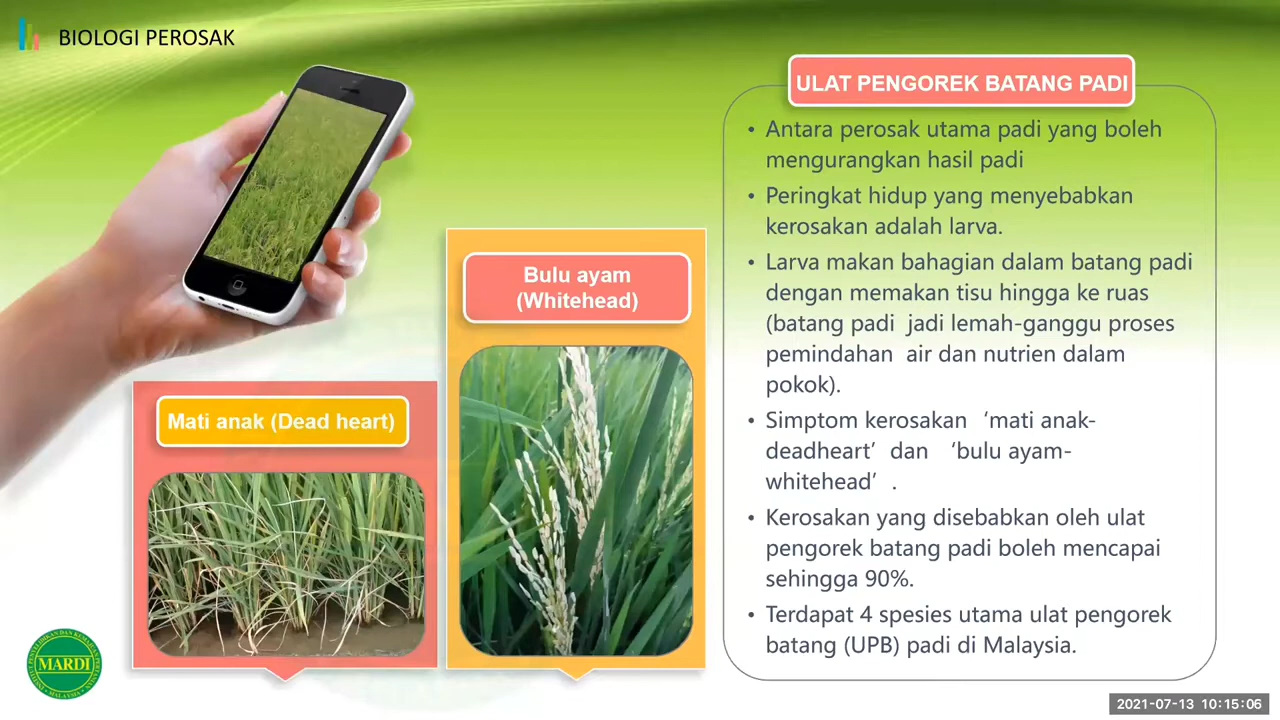 BIOLOGI PEROSAK
ULAT PENGOREK BATANG PADI
• Antara perosak utama padi yang boleh
mengurangkan hasil padi
• Peringkat hidup yang menyebabkan
kerosakan adalah larva.
• Larva makan bahagian dalam batang padi
dengan memakan tisu hingga ke ruas
(batang padi jadi lemah-ganggu proses
pemindahan air dan nutrien dalam
pokok).
• Simptom kerosakan ‘mati anak-
deadheart’ dan ‘bulu ayam-
whitehead’ .
• Kerosakan yang disebabkan oleh ulat
pengorek batang padi boleh mencapai
sehingga 90%.
• Terdapat 4 spesies utama ulat pengorek
batang (UPB) padi di Malaysia.
Bulu ayam
(Whitehead)
Mati anak (Dead heart)
MARDI
MALAYSIA
2021-07-13 10:15:06